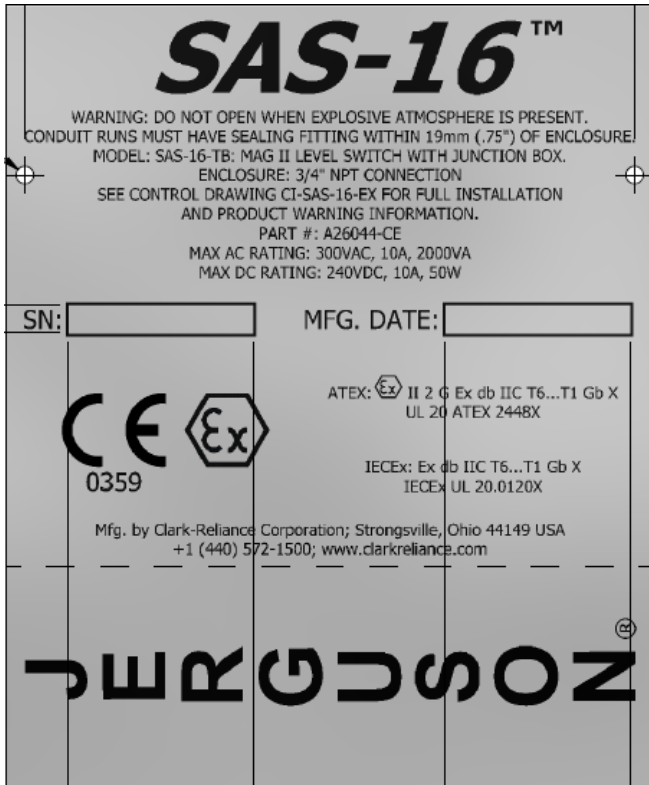 SAS-16™
WARNING: DO NOT OPEN WHEN EXPLOSIVE ATMOSPHERE IS PRESENT.
CONDUIT RUNS MUST HAVE SEALING FITTING WITHIN 19mm (.75") OF ENCLOSURE.
MODEL: SAS-16-TB: MAG II LEVEL SWITCH WITH JUNCTION BOX.
ENCLOSURE: 3/4" NPT CONNECTION
SEE CONTROL DRAWING CI-SAS-16-EX FOR FULL INSTALLATION
AND PRODUCT WARNING INFORMATION.
PART #: A26044-CE
MAX AC RATING: 300VAC, 10A, 2000VA
MAX DC RATING: 240VDC, 10A, 50W
SN: MFG. DATE:
CE Ex
0359
ATEX: Ex II 2 G Ex db IIC T6...T1 Gb X
UL 20 ATEX 2448X
IECEx: Ex db IIC T6...T1 Gb X
IECEx UL 20.0120X
Mfg. by Clark-Reliance Corporation; Strongsville, Ohio 44149 USA
+1 (440) 572-1500; www.clarkreliance.com
JERGUSON®